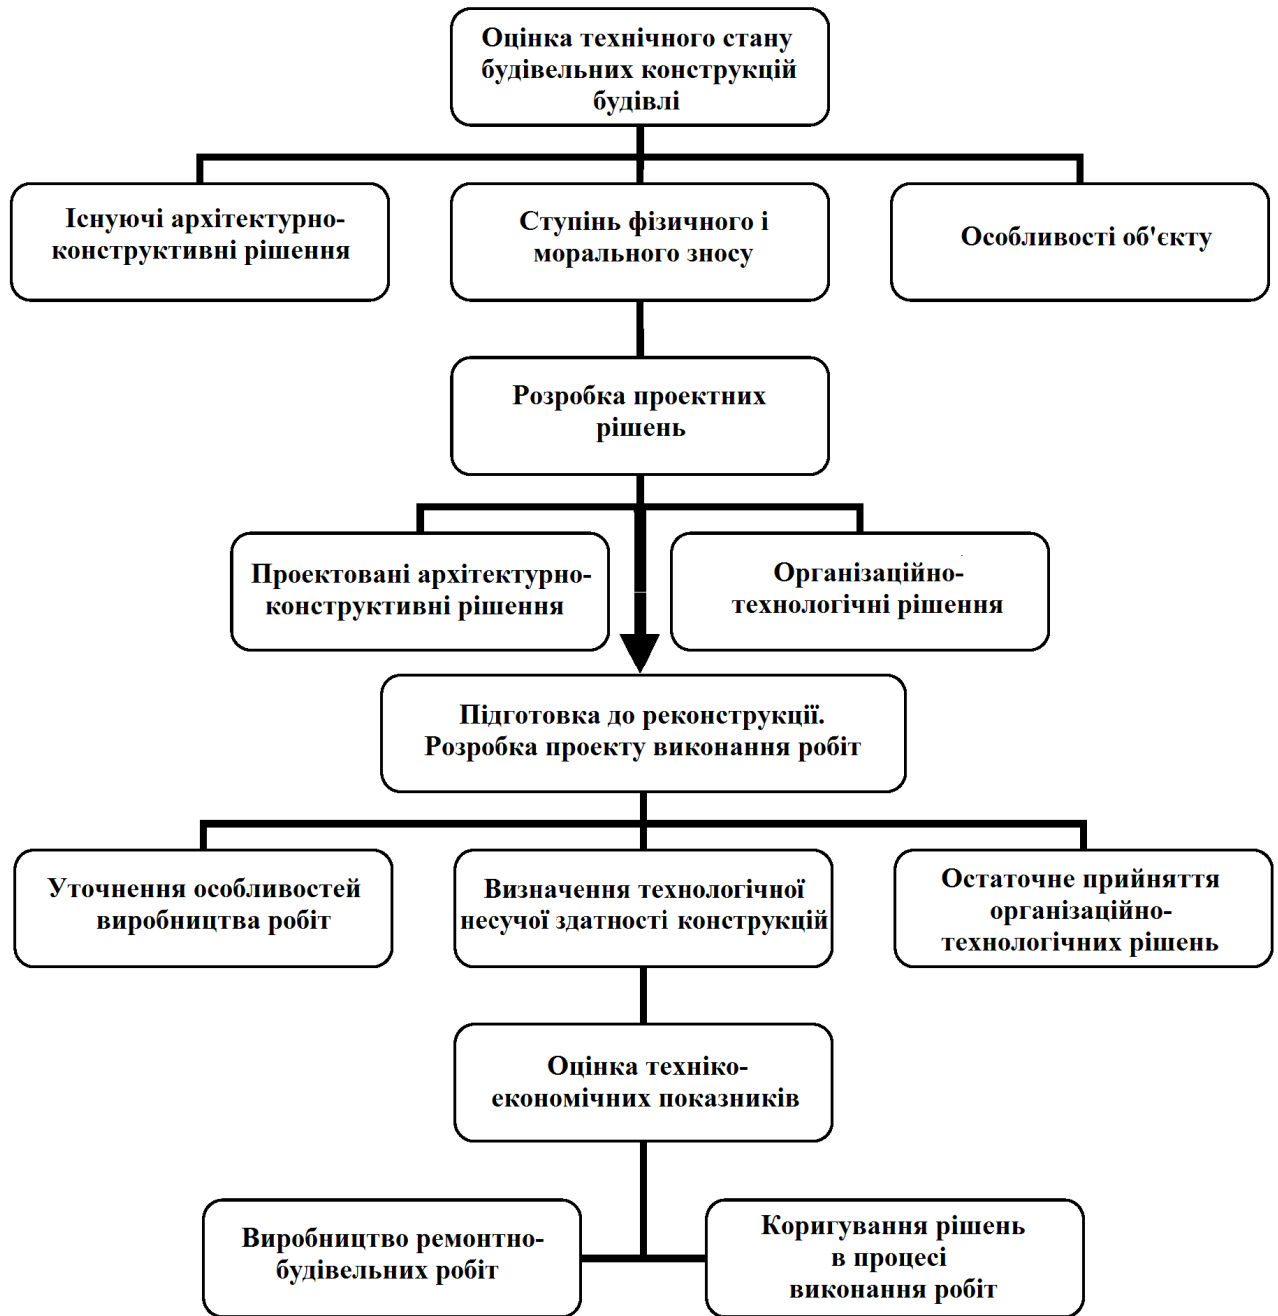 Оцінка технічного стану
будівельних конструкцій
будівлі
Існуючі архітектурно-
конструктивні рішення
Ступінь фізичного і
морального зносу
Особливості об'єкту
Розробка проектних
рішень
Проектовані архітектурно-
конструктивні рішення
Організаційно-
технологічні рішення
Підготовка до реконструкції.
Розробка проекту виконання робіт
Уточнення особливостей
виробництва робіт
Визначення технологічної
несучої здатності конструкцій
Остаточне прийняття
організаційно-
технологічних рішень
Оцінка техніко-
економічних показників
Виробництво ремонтно-
будівельних робіт
Коригування рішень
в процесі
виконання робіт